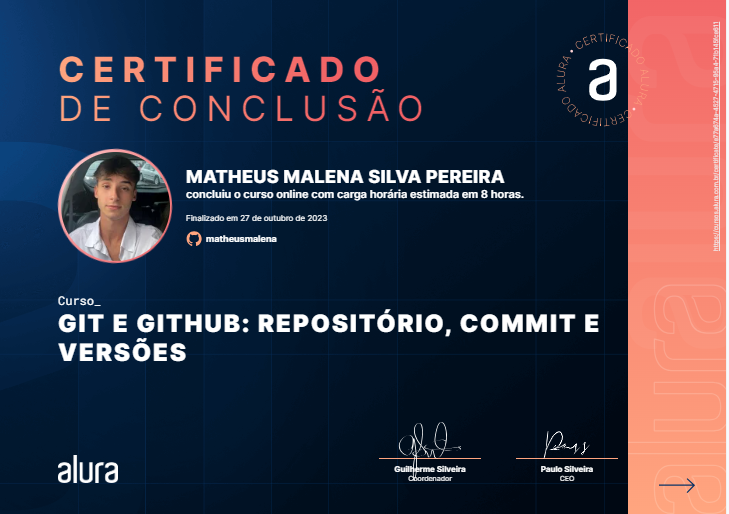 CERTIFICADO
DE CONCLUSÃO
CERTIFICADO ALURA • CERTIFICADO ALURA •
a
MATHEUS MALENA SILVA PEREIRA
concluiu o curso online com carga horária estimada em 8 horas.
Finalizado em 27 de outubro de 2023
matheusmalena
Curso_
GIT E GITHUB: REPOSITÓRIO, COMMIT E
VERSÕES
alura
Guilherme Silveira
Coordenador
Paulo Silveira
CEO
alura